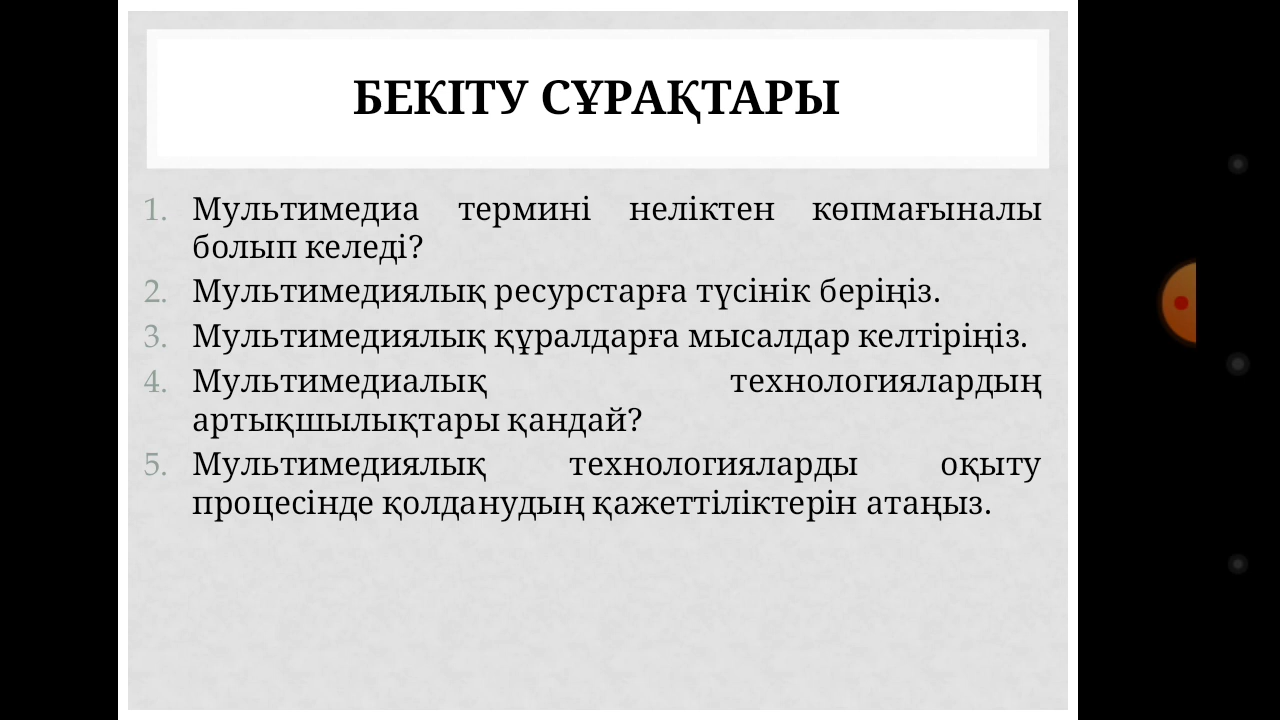 БЕКІТУ СҰРАҚТАРЫ
1. Мультимедиа термині неліктен көпмағыналы
болып келеді?
2. Мультимедиялық ресурстарға түсінік беріңіз.
3. Мультимедиялық құралдарға мысалдар келтіріңіз.
4. Мультимедиалық технологиялардың
артықшылықтары қандай?
5. Мультимедиялық технологияларды оқыту
процесінде қолданудың қажеттіліктерін атаңыз.